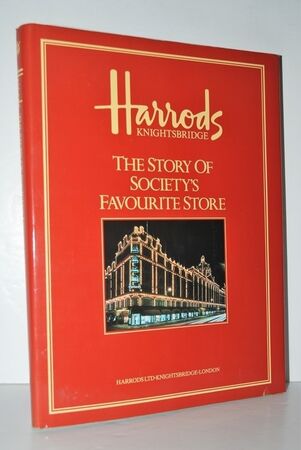 Harrods
KNIGHTSBRIDGE
THE STORY OF
SOCIETY'S
FAVOURITE STORE
HARRODS LTD·KNIGHTSBRIDGE·LONDON